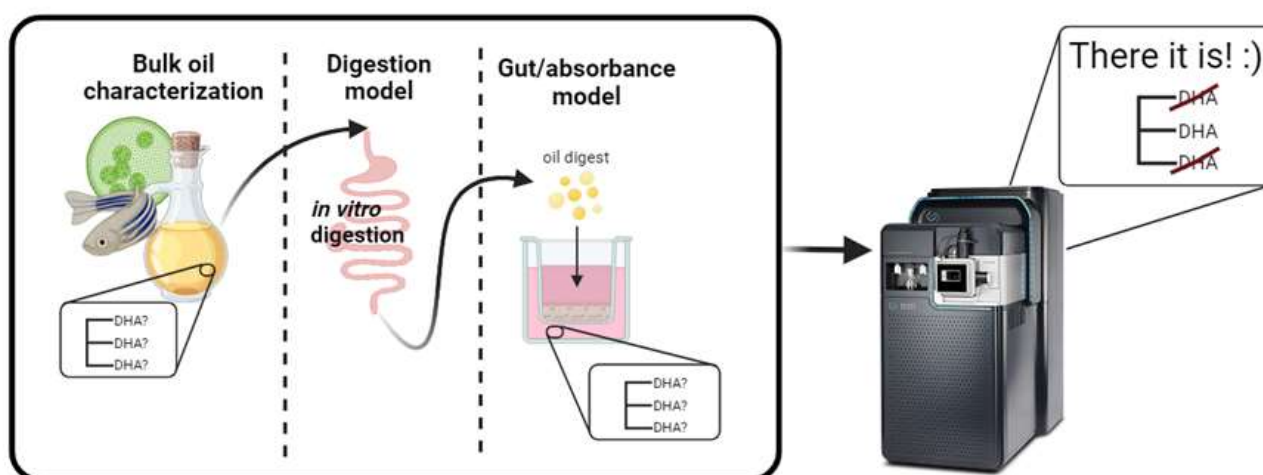 Bulk oil
characterization
Digestion
model
Gut/absorbance
model
in vitro
digestion
oil digest
DHA?
DHA?
DHA?
DHA?
DHA?
DHA?
There it is! :)
DHA
DHA
DHA